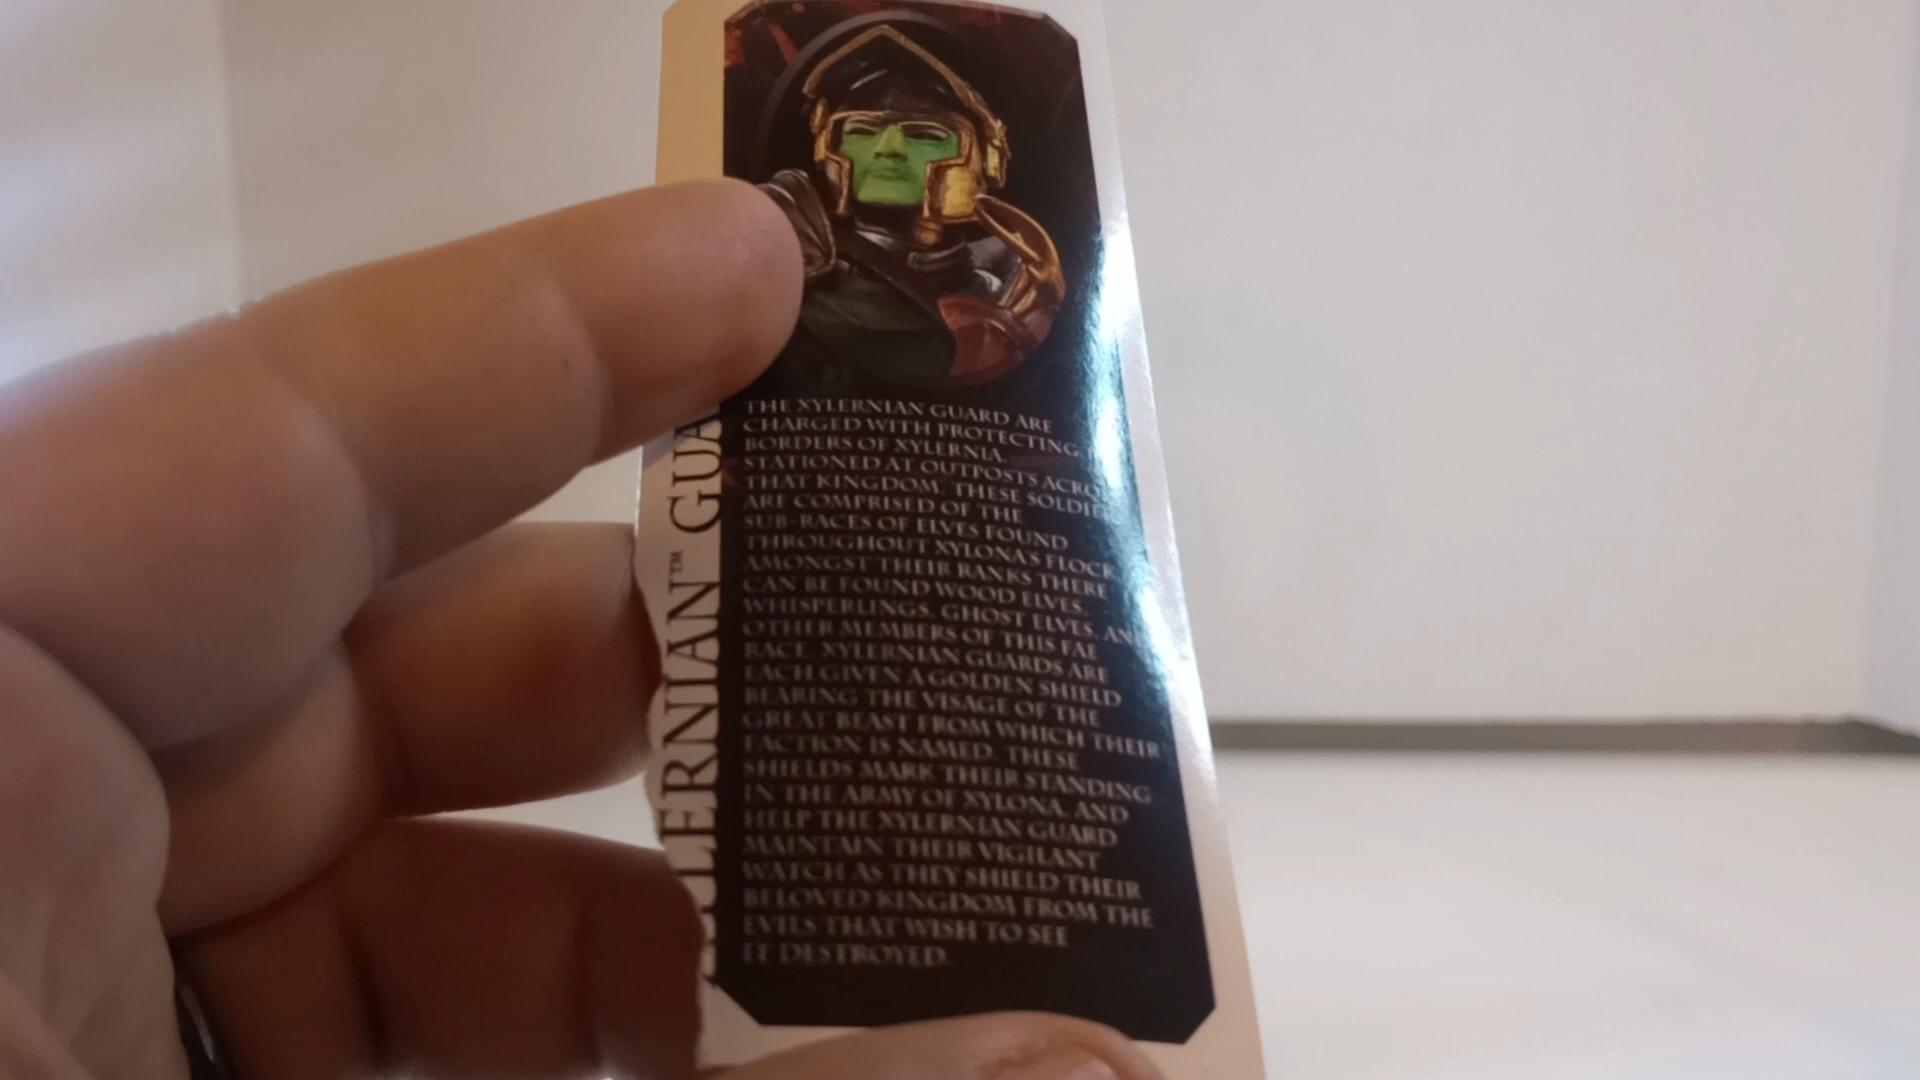 THE XYLERNIAN GUARD ARE
CHARGED WITH PROTECTING
BORDERS OF XYLERNIA.
STATIONED AT OUTPOSTS
THAT KINGDOM, THESE
ARE COMPRISED OF THE
SUB-RACES OF ELVES FOUND
THROUGHOUT XYLONA'S FLOCK.
AMONGST THEIR RANKS THERE
CAN BE FOUND WOOD ELVES,
WHISPERLINGS, GHOST ELVES,
OTHER MEMBERS OF THIS FAE
RACE. XYLERNIAN GUARDS ARE
EACH GIVEN A GOLDEN SHIELD
BEARING THE VISAGE OF THE
GREAT BEAST FROM WHICH THEIR
FACTION IS NAMED. THESE
SHIELDS MARK THEIR STANDING
IN THE ARMY OF XYLONA, AND
HELP THE XYLERNIAN GUARD
MAINTAIN THEIR VIGILANT
WATCH AS THEY SHIELD THEIR
BELOVED KINGDOM FROM THE
EVILS THAT WISH TO SEE
IT DESTROYED.